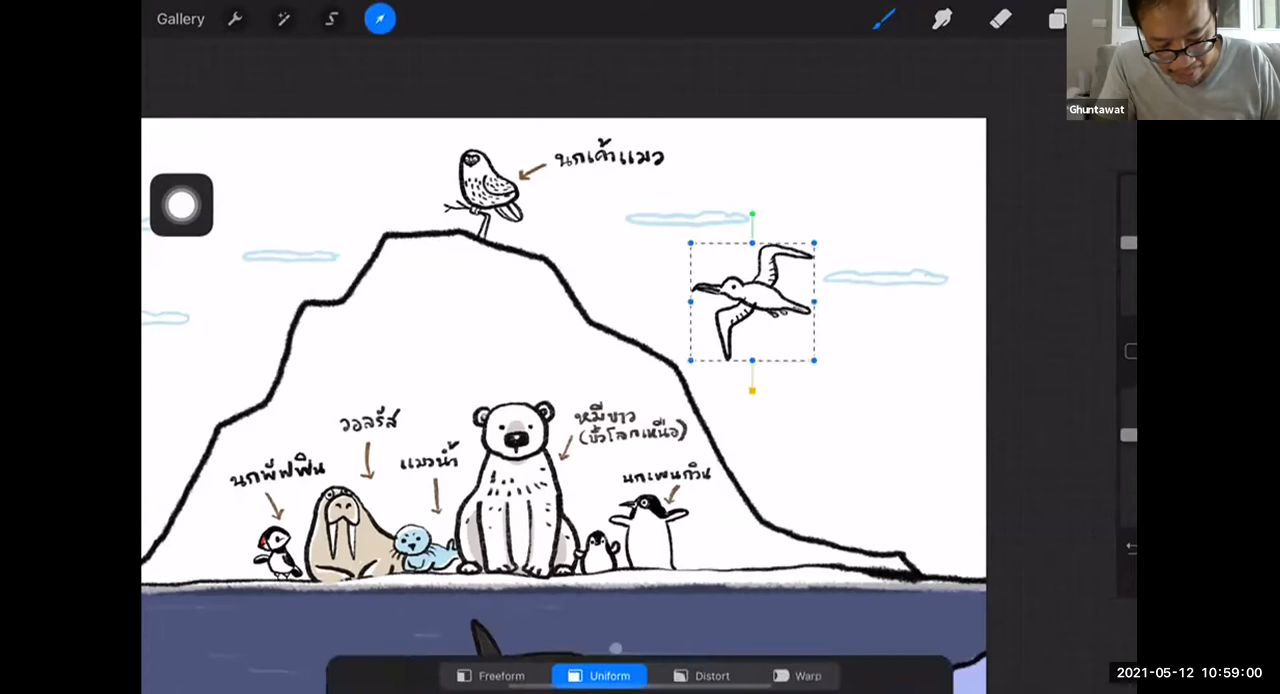 Gallery
Ghuntawat
นกเค้าแมว
วอลรัส
หมีขาว
(ขั้วโลกเหนือ)
นกพัฟฟิน
แมวน้ำ
นกเพนกวิน
Freeform
Uniform
Distort
Warp
2021-05-12 10:59:00